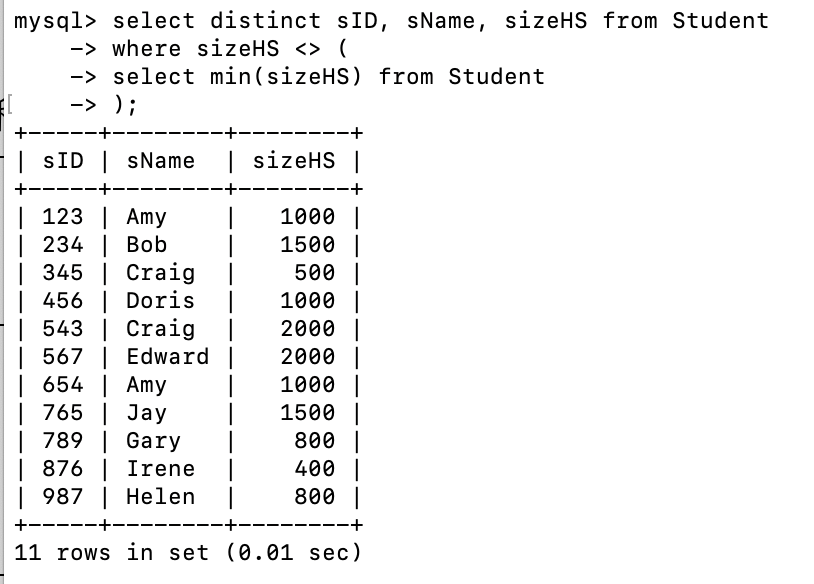 mysql> select distinct sID, sName, sizeHS from Student
    -> where sizeHS <> (
    -> select min(sizeHS) from Student
    -> );
+-----+--------+--------+
| sID | sName  | sizeHS |
+-----+--------+--------+
| 123 | Amy    |   1000 |
| 234 | Bob    |   1500 |
| 345 | Craig  |    500 |
| 456 | Doris  |   1000 |
| 543 | Craig  |   2000 |
| 567 | Edward |   2000 |
| 654 | Amy    |   1000 |
| 765 | Jay    |   1500 |
| 789 | Gary   |    800 |
| 876 | Irene  |    400 |
| 987 | Helen  |    800 |
+-----+--------+--------+
11 rows in set (0.01 sec)